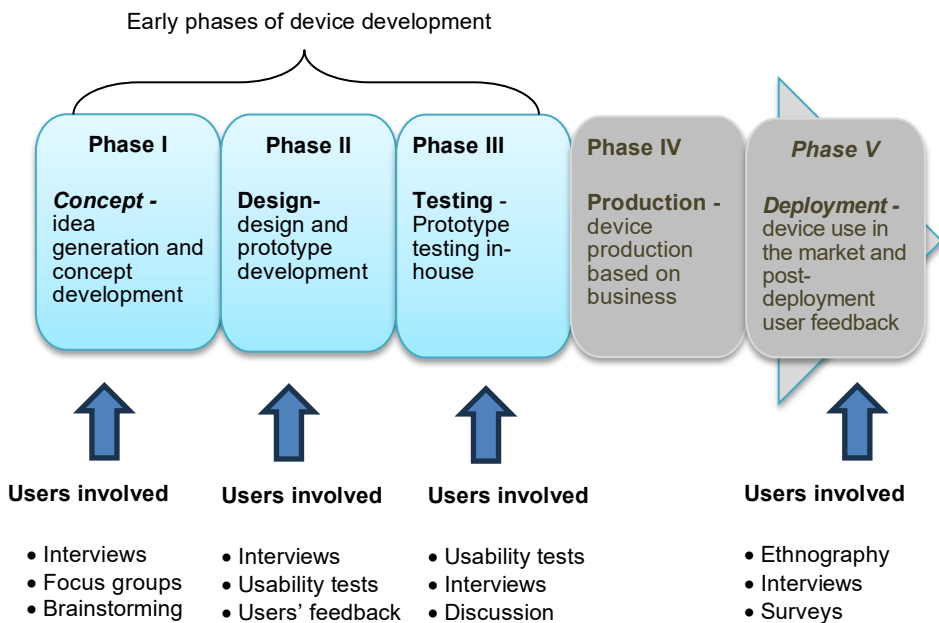 Early phases of device development
Phase I
Concept -
idea
generation and
concept
development
Phase II
Design-
design and
prototype
development
Phase III
Testing -
Prototype
testing in-
house
Phase IV
Production -
device
production
based on
business
Phase V
Deployment -
device use in
the market and
post-
deployment
user feedback
Users involved
• Interviews
• Focus groups
• Brainstorming
Users involved
• Interviews
• Usability tests
• Users’ feedback
Users involved
• Usability tests
• Interviews
• Discussion
Users involved
• Ethnography
• Interviews
• Surveys